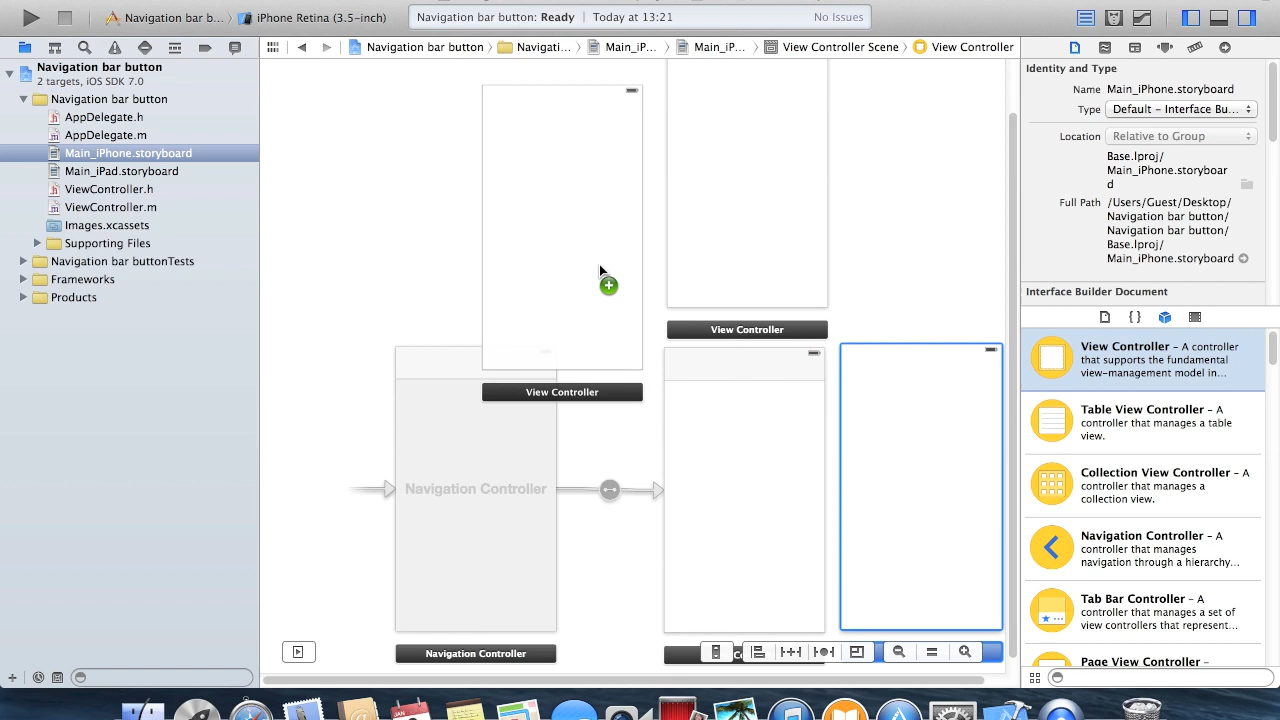 Navigation bar b...
iPhone Retina (3.5-inch)
Navigation bar button: Ready
Today at 13:21
No Issues
Navigation bar button
Navigati...
Main_iP...
Main_iP...
View Controller Scene
View Controller
Navigation bar button
2 targets, iOS SDK 7.0
Navigation bar button
AppDelegate.h
AppDelegate.m
Main_iPhone.storyboard
Main_iPad.storyboard
ViewController.h
ViewController.m
Images.xcassets
Supporting Files
Navigation bar buttonTests
Frameworks
Products
View Controller
View Controller
Navigation Controller
Navigation Controller
Identity and Type
Name Main_iPhone.storyboard
Type Default - Interface Bu...
Location Relative to Group
Base.lproj/
Main_iPhone.storyboar
d
Full Path /Users/Guest/Desktop/
Navigation bar button/
Navigation bar button/
Base.lproj/
Main_iPhone.storyboard
Interface Builder Document
{ }
View Controller - A controller
that supports the fundamental
view-management model in...
Table View Controller - A
controller that manages a table
view.
Collection View Controller - A
controller that manages a
collection view.
Navigation Controller - A
controller that manages
navigation through a hierarchy...
Tab Bar Controller - A
controller that manages a set of
view controllers that represent...
Page View Controller -
JAN